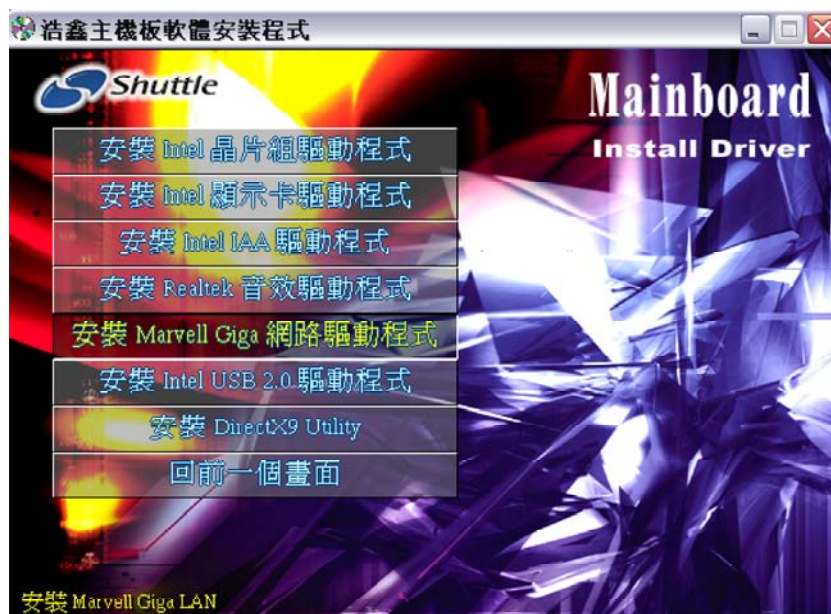 浩鑫主機板軟體安裝程式
Shuttle
Mainboard
Install Driver
安裝 Intel 晶片組驅動程式
安裝 Intel 顯示卡驅動程式
安裝 Intel IAA 驅動程式
安裝 Realtek 音效驅動程式
安裝 Marvell Giga 網路驅動程式
安裝 Intel USB 2.0 驅動程式
安裝 DirectX9 Utility
回前一個畫面
安裝 Marvell Giga LAN